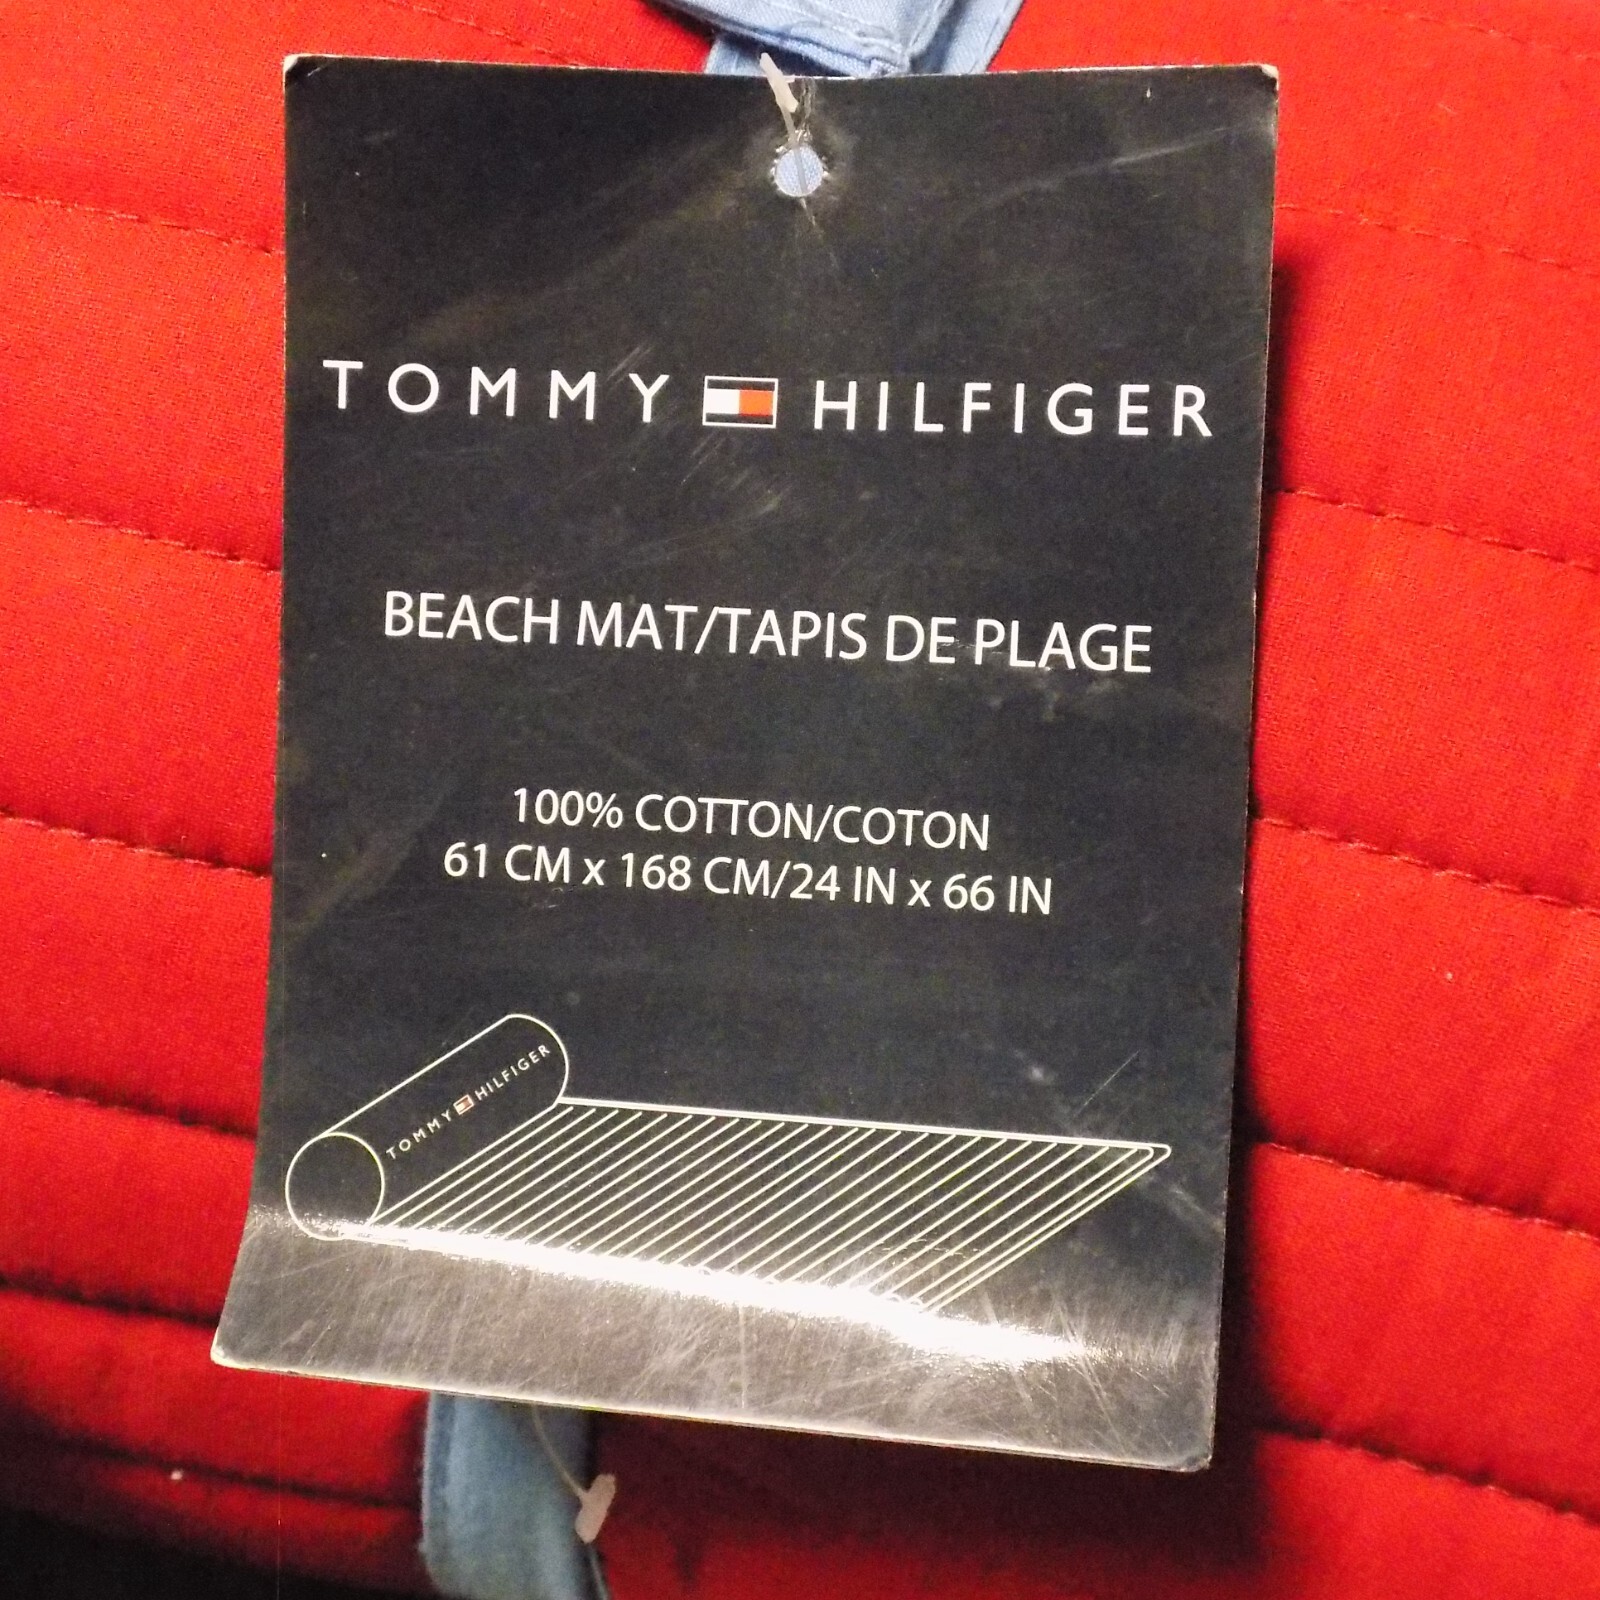 TOMMY HILFIGER
BEACH MAT/TAPIS DE PLAGE
100% COTTON/COTON
61 CM x 168 CM/24 IN x 66 IN
TOMMY HILFIGER